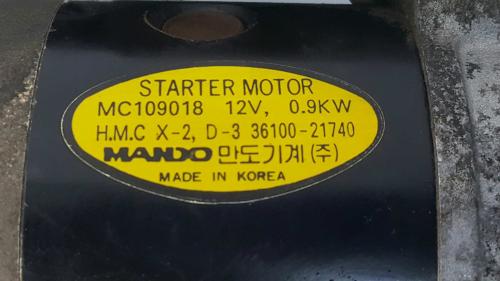 STARTER MOTOR
MC109018 12V, 0.9KW
H.M.C X-2, D-3 36100-21740
MANDO 만도기계(주)
MADE IN KOREA